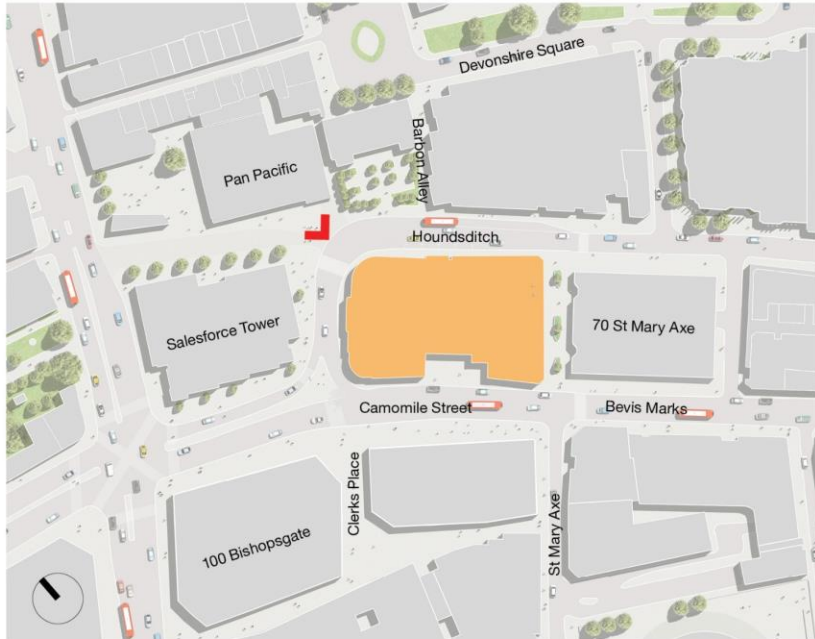 Devonshire Square
Barbon Alley
Pan Pacific
Houndsditch
Salesforce Tower
70 St Mary Axe
Camomile Street
Bevis Marks
Clerks Place
St Mary Axe
100 Bishopsgate